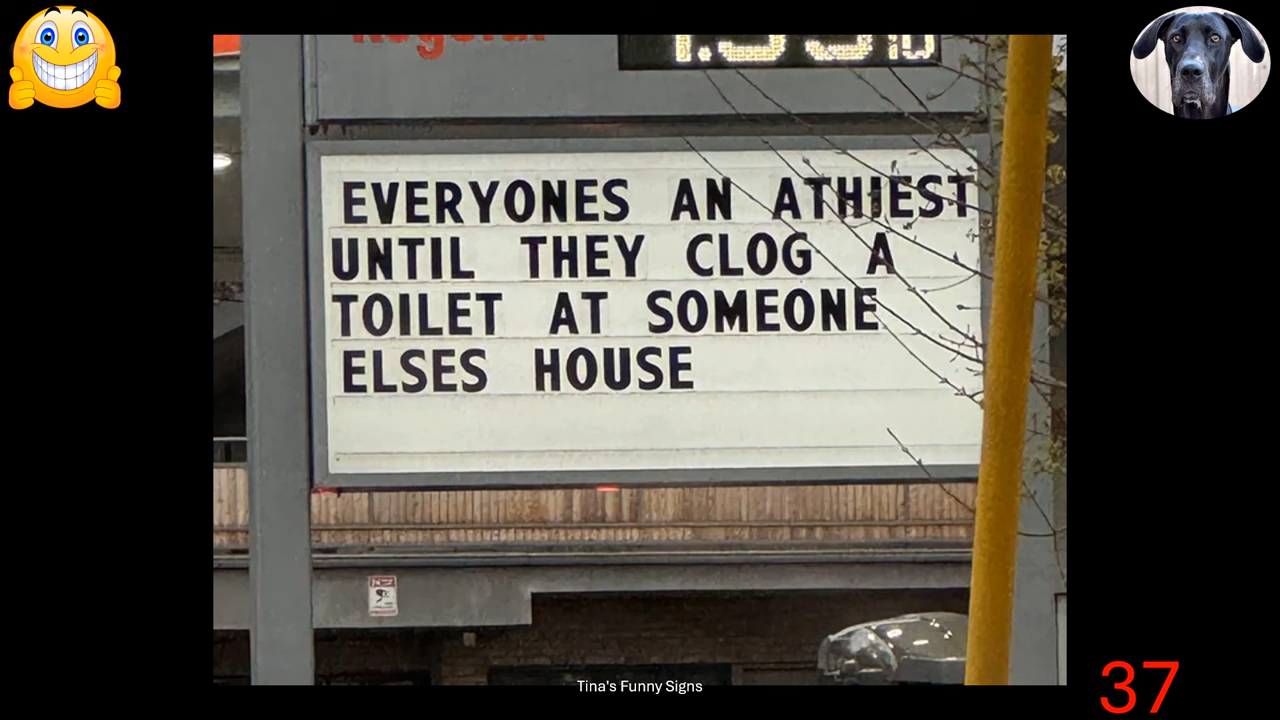 EVERYONES AN ATHIEST
UNTIL THEY CLOG A
TOILET AT SOMEONE
ELSES HOUSE
Tina's Funny Signs
37